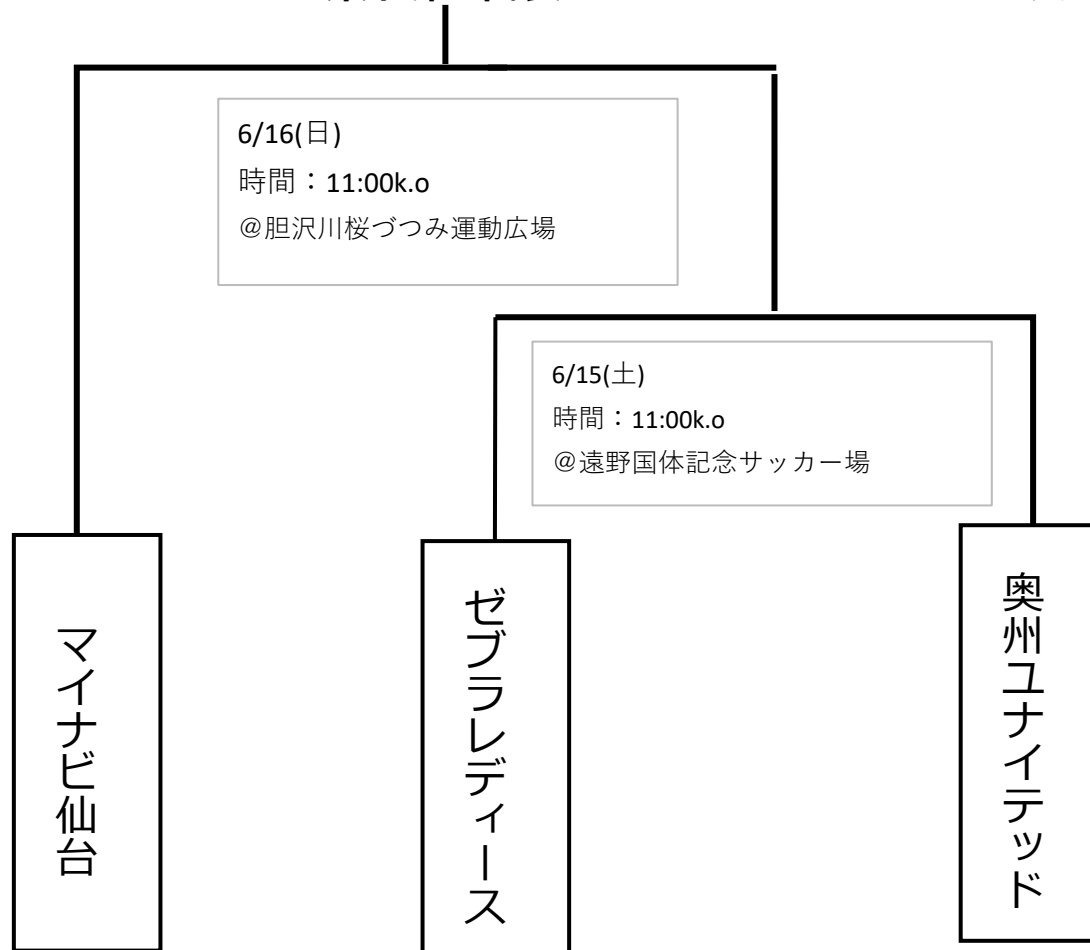 6/16(日)
時間：11:00k.o
@胆沢川桜づつみ運動広場
6/15(土)
時間：11:00k.o
@遠野国体記念サッカー場
マイナビ仙台
ゼブラレディース
奥州ユナイテッド